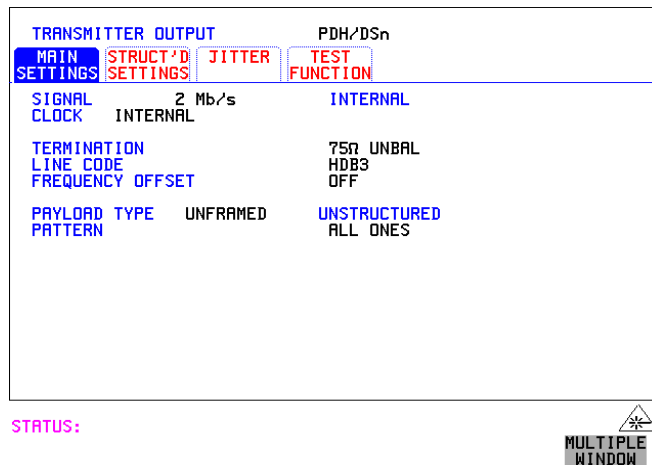 TRANSMITTER OUTPUT PDH/DSn
MAIN SETTINGS STRUCT'D SETTINGS JITTER TEST FUNCTION
SIGNAL 2 Mb/s INTERNAL
CLOCK INTERNAL
TERMINATION 75Ω UNBAL
LINE CODE HDB3
FREQUENCY OFFSET OFF
PAYLOAD TYPE UNFRAMED UNSTRUCTURED
PATTERN ALL ONES
STATUS:
MULTIPLE
WINDOW